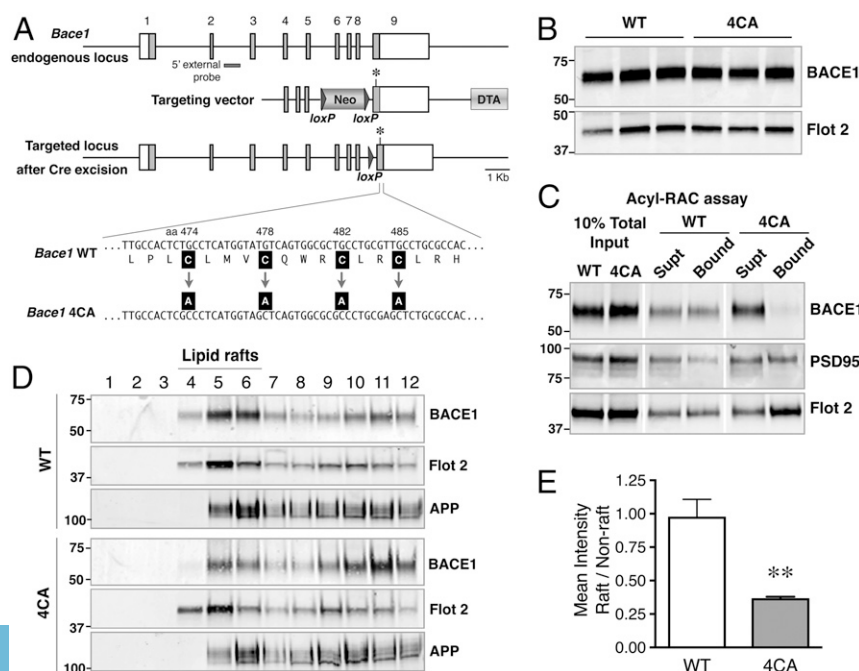 A
1 2 3 4 5 6 7 8 9
Bace1
endogenous locus
5' external
probe
*
Targeting vector
Neo
DTA
loxP loxP
*
Targeted locus
after Cre excision
loxP
1 Kb
aa 474 478 482 485
Bace1 WT
...TTGCCACTCTGCCTCATGGTATGTCAGTGGCGCTGCCTGCGTTGCCTGCGCCAC...
L P L C L M V C Q W R C L R C L R H
A A A A
Bace1 4CA
...TTGCCACTCGCCCTCATGGTAGCTCAGTGGCGCGCCCTGCGAGCTCTGCGCCAC...
B
WT 4CA
75
BACE1
50
50
Flot 2
37
C
Acyl-RAC assay
10% Total
Input
WT 4CA
WT
4CA
Supt Bound Supt Bound
75
BACE1
50
100
PSD95
75
50
Flot 2
37
D
Lipid rafts
1 2 3 4 5 6 7 8 9 10 11 12
WT
75
BACE1
50
Flot 2
37
APP
100
4CA
75
BACE1
50
Flot 2
37
APP
100
E
Mean Intensity
Raft / Non-raft
1.25
1.00
0.75
0.50
0.25
0.00
**
WT 4CA